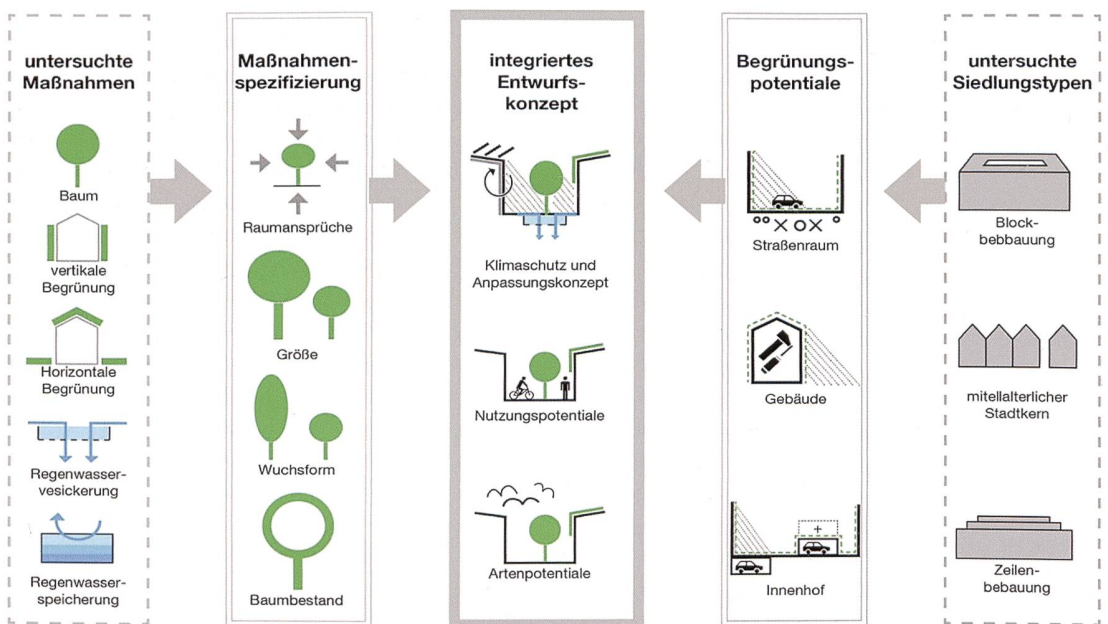 untersuchte
Maßnahmen
Baum
vertikale
Begrünung
Horizontale
Begrünung
Regenwasser-
vesickerung
Regenwasser-
speicherung
Maßnahmen-
spezifizierung
Raumansprüche
Größe
Wuchsform
Baumbestand
integriertes
Entwurfs-
konzept
Klimaschutz und
Anpassungskonzept
Nutzungspotentiale
Artenpotentiale
Begrünungs-
potentiale
Straßenraum
Gebäude
+
Innenhof
untersuchte
Siedlungstypen
Block-
bebbauung
mitellalterlicher
Stadtkern
Zeilen-
bebauung